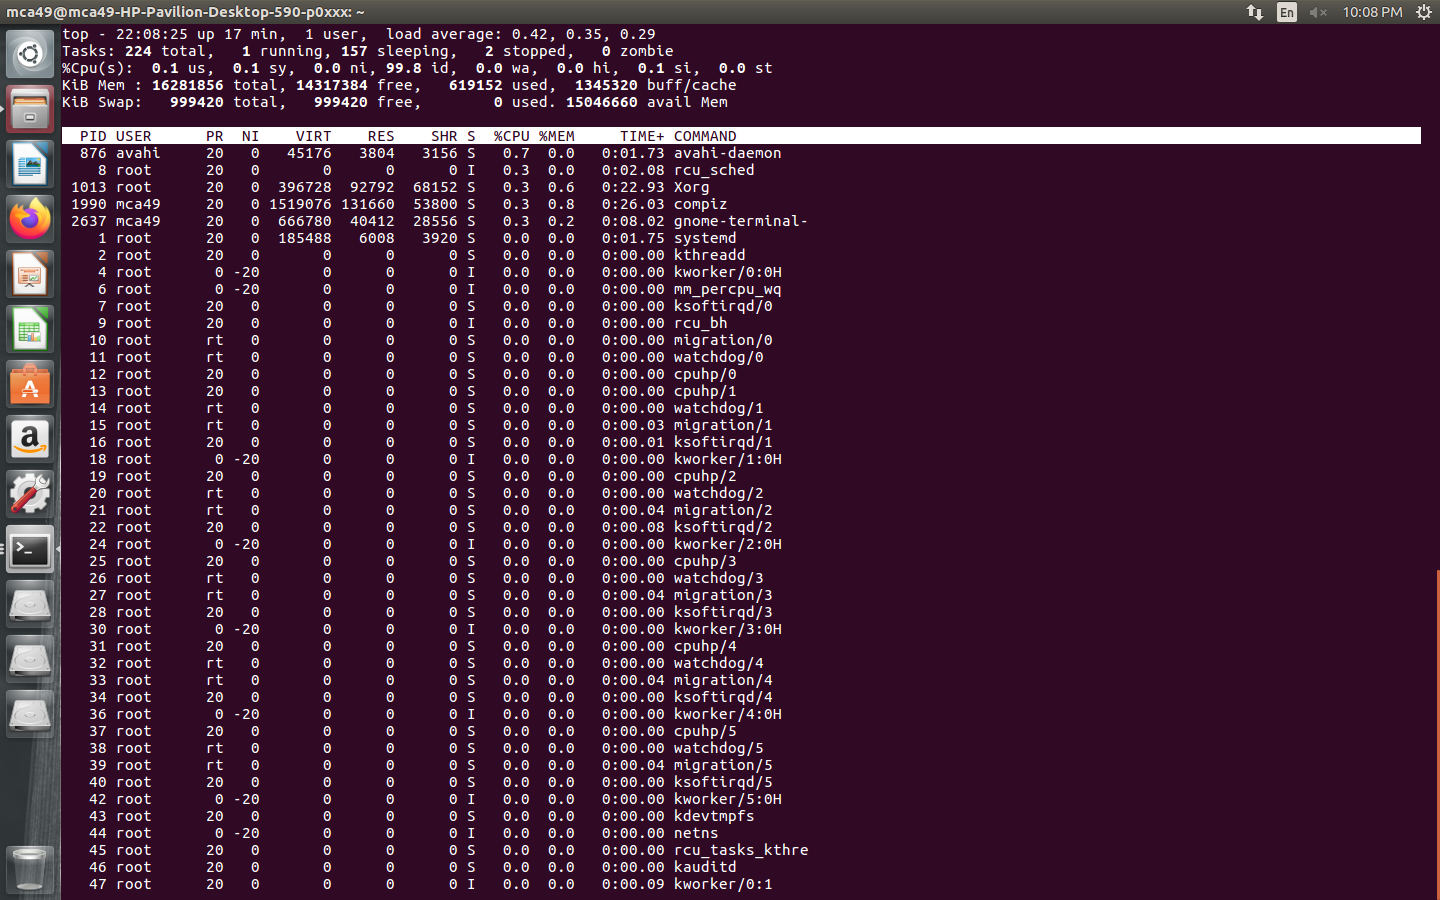 mca49@mca49-HP-Pavilion-Desktop-590-p0xxx: ~ En 10:08 PM
top - 22:08:25 up 17 min,  1 user,  load average: 0.42, 0.35, 0.29
Tasks: 224 total,   1 running, 157 sleeping,   2 stopped,   0 zombie
%Cpu(s):  0.1 us,  0.1 sy,  0.0 ni, 99.8 id,  0.0 wa,  0.0 hi,  0.1 si,  0.0 st
KiB Mem : 16281856 total, 14317384 free,   619152 used,  1345320 buff/cache
KiB Swap:   999420 total,   999420 free,        0 used. 15046660 avail Mem
PID USER      PR  NI    VIRT    RES    SHR S  %CPU %MEM     TIME+ COMMAND
876 avahi     20   0   45176   3804   3156 S   0.7  0.0   0:01.73 avahi-daemon
8 root      20   0       0      0      0 I   0.3  0.0   0:02.08 rcu_sched
1013 root      20   0  396728  92792  68152 S   0.3  0.6   0:22.93 Xorg
1990 mca49     20   0 1519076 131660  53800 S   0.3  0.8   0:26.03 compiz
2637 mca49     20   0  666780  40412  28556 S   0.3  0.2   0:08.02 gnome-terminal-
1 root      20   0  185488   6008   3920 S   0.0  0.0   0:01.75 systemd
2 root      20   0       0      0      0 S   0.0  0.0   0:00.00 kthreadd
4 root       0 -20       0      0      0 I   0.0  0.0   0:00.00 kworker/0:0H
6 root       0 -20       0      0      0 I   0.0  0.0   0:00.00 mm_percpu_wq
7 root      20   0       0      0      0 S   0.0  0.0   0:00.00 ksoftirqd/0
9 root      20   0       0      0      0 I   0.0  0.0   0:00.00 rcu_bh
10 root      rt   0       0      0      0 S   0.0  0.0   0:00.00 migration/0
11 root      rt   0       0      0      0 S   0.0  0.0   0:00.00 watchdog/0
12 root      20   0       0      0      0 S   0.0  0.0   0:00.00 cpuhp/0
13 root      20   0       0      0      0 S   0.0  0.0   0:00.00 cpuhp/1
14 root      rt   0       0      0      0 S   0.0  0.0   0:00.00 watchdog/1
15 root      rt   0       0      0      0 S   0.0  0.0   0:00.03 migration/1
16 root      20   0       0      0      0 S   0.0  0.0   0:00.01 ksoftirqd/1
18 root       0 -20       0      0      0 I   0.0  0.0   0:00.00 kworker/1:0H
19 root      20   0       0      0      0 S   0.0  0.0   0:00.00 cpuhp/2
20 root      rt   0       0      0      0 S   0.0  0.0   0:00.00 watchdog/2
21 root      rt   0       0      0      0 S   0.0  0.0   0:00.04 migration/2
22 root      20   0       0      0      0 S   0.0  0.0   0:00.08 ksoftirqd/2
24 root       0 -20       0      0      0 I   0.0  0.0   0:00.00 kworker/2:0H
25 root      20   0       0      0      0 S   0.0  0.0   0:00.00 cpuhp/3
26 root      rt   0       0      0      0 S   0.0  0.0   0:00.00 watchdog/3
27 root      rt   0       0      0      0 S   0.0  0.0   0:00.04 migration/3
28 root      20   0       0      0      0 S   0.0  0.0   0:00.00 ksoftirqd/3
30 root       0 -20       0      0      0 I   0.0  0.0   0:00.00 kworker/3:0H
31 root      20   0       0      0      0 S   0.0  0.0   0:00.00 cpuhp/4
32 root      rt   0       0      0      0 S   0.0  0.0   0:00.00 watchdog/4
33 root      rt   0       0      0      0 S   0.0  0.0   0:00.04 migration/4
34 root      20   0       0      0      0 S   0.0  0.0   0:00.00 ksoftirqd/4
36 root       0 -20       0      0      0 I   0.0  0.0   0:00.00 kworker/4:0H
37 root      20   0       0      0      0 S   0.0  0.0   0:00.00 cpuhp/5
38 root      rt   0       0      0      0 S   0.0  0.0   0:00.00 watchdog/5
39 root      rt   0       0      0      0 S   0.0  0.0   0:00.04 migration/5
40 root      20   0       0      0      0 S   0.0  0.0   0:00.00 ksoftirqd/5
42 root       0 -20       0      0      0 I   0.0  0.0   0:00.00 kworker/5:0H
43 root      20   0       0      0      0 S   0.0  0.0   0:00.00 kdevtmpfs
44 root       0 -20       0      0      0 I   0.0  0.0   0:00.00 netns
45 root      20   0       0      0      0 S   0.0  0.0   0:00.00 rcu_tasks_kthre
46 root      20   0       0      0      0 S   0.0  0.0   0:00.00 kauditd
47 root      20   0       0      0      0 I   0.0  0.0   0:00.09 kworker/0:1